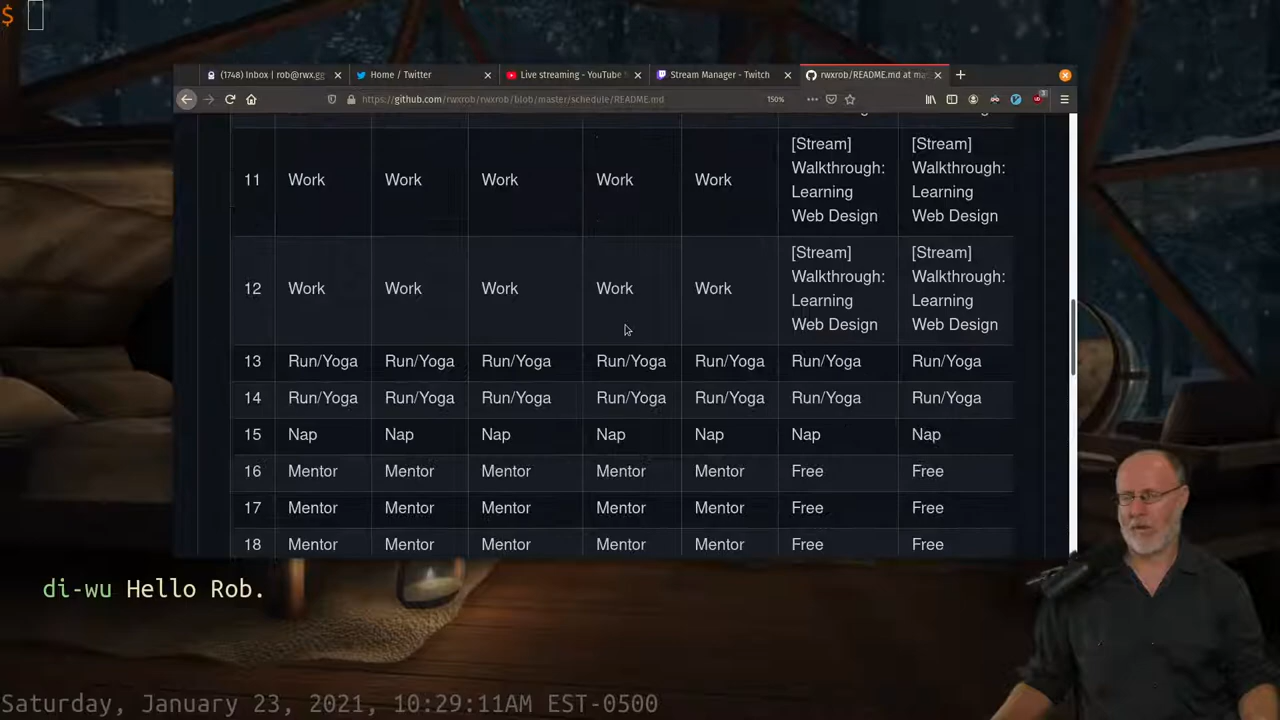 $
(1748) Inbox | rob@rwx.gg
Home / Twitter
Live streaming - YouTube
Stream Manager - Twitch
rwxrob/README.md at ma
https://github.com/rwxrob/rwxrob/blob/master/schedule/README.md
150%
3
[Stream] [Stream]
11 Work Work Work Work Work Walkthrough: Walkthrough:
Learning Learning
Web Design Web Design
[Stream] [Stream]
12 Work Work Work Work Work Walkthrough: Walkthrough:
Learning Learning
Web Design Web Design
13 Run/Yoga Run/Yoga Run/Yoga Run/Yoga Run/Yoga Run/Yoga Run/Yoga
14 Run/Yoga Run/Yoga Run/Yoga Run/Yoga Run/Yoga Run/Yoga Run/Yoga
15 Nap Nap Nap Nap Nap Nap Nap
16 Mentor Mentor Mentor Mentor Mentor Free Free
17 Mentor Mentor Mentor Mentor Mentor Free Free
18 Mentor Mentor Mentor Mentor Mentor Free Free
di-wu Hello Rob.
Saturday, January 23, 2021, 10:29:11AM EST-0500